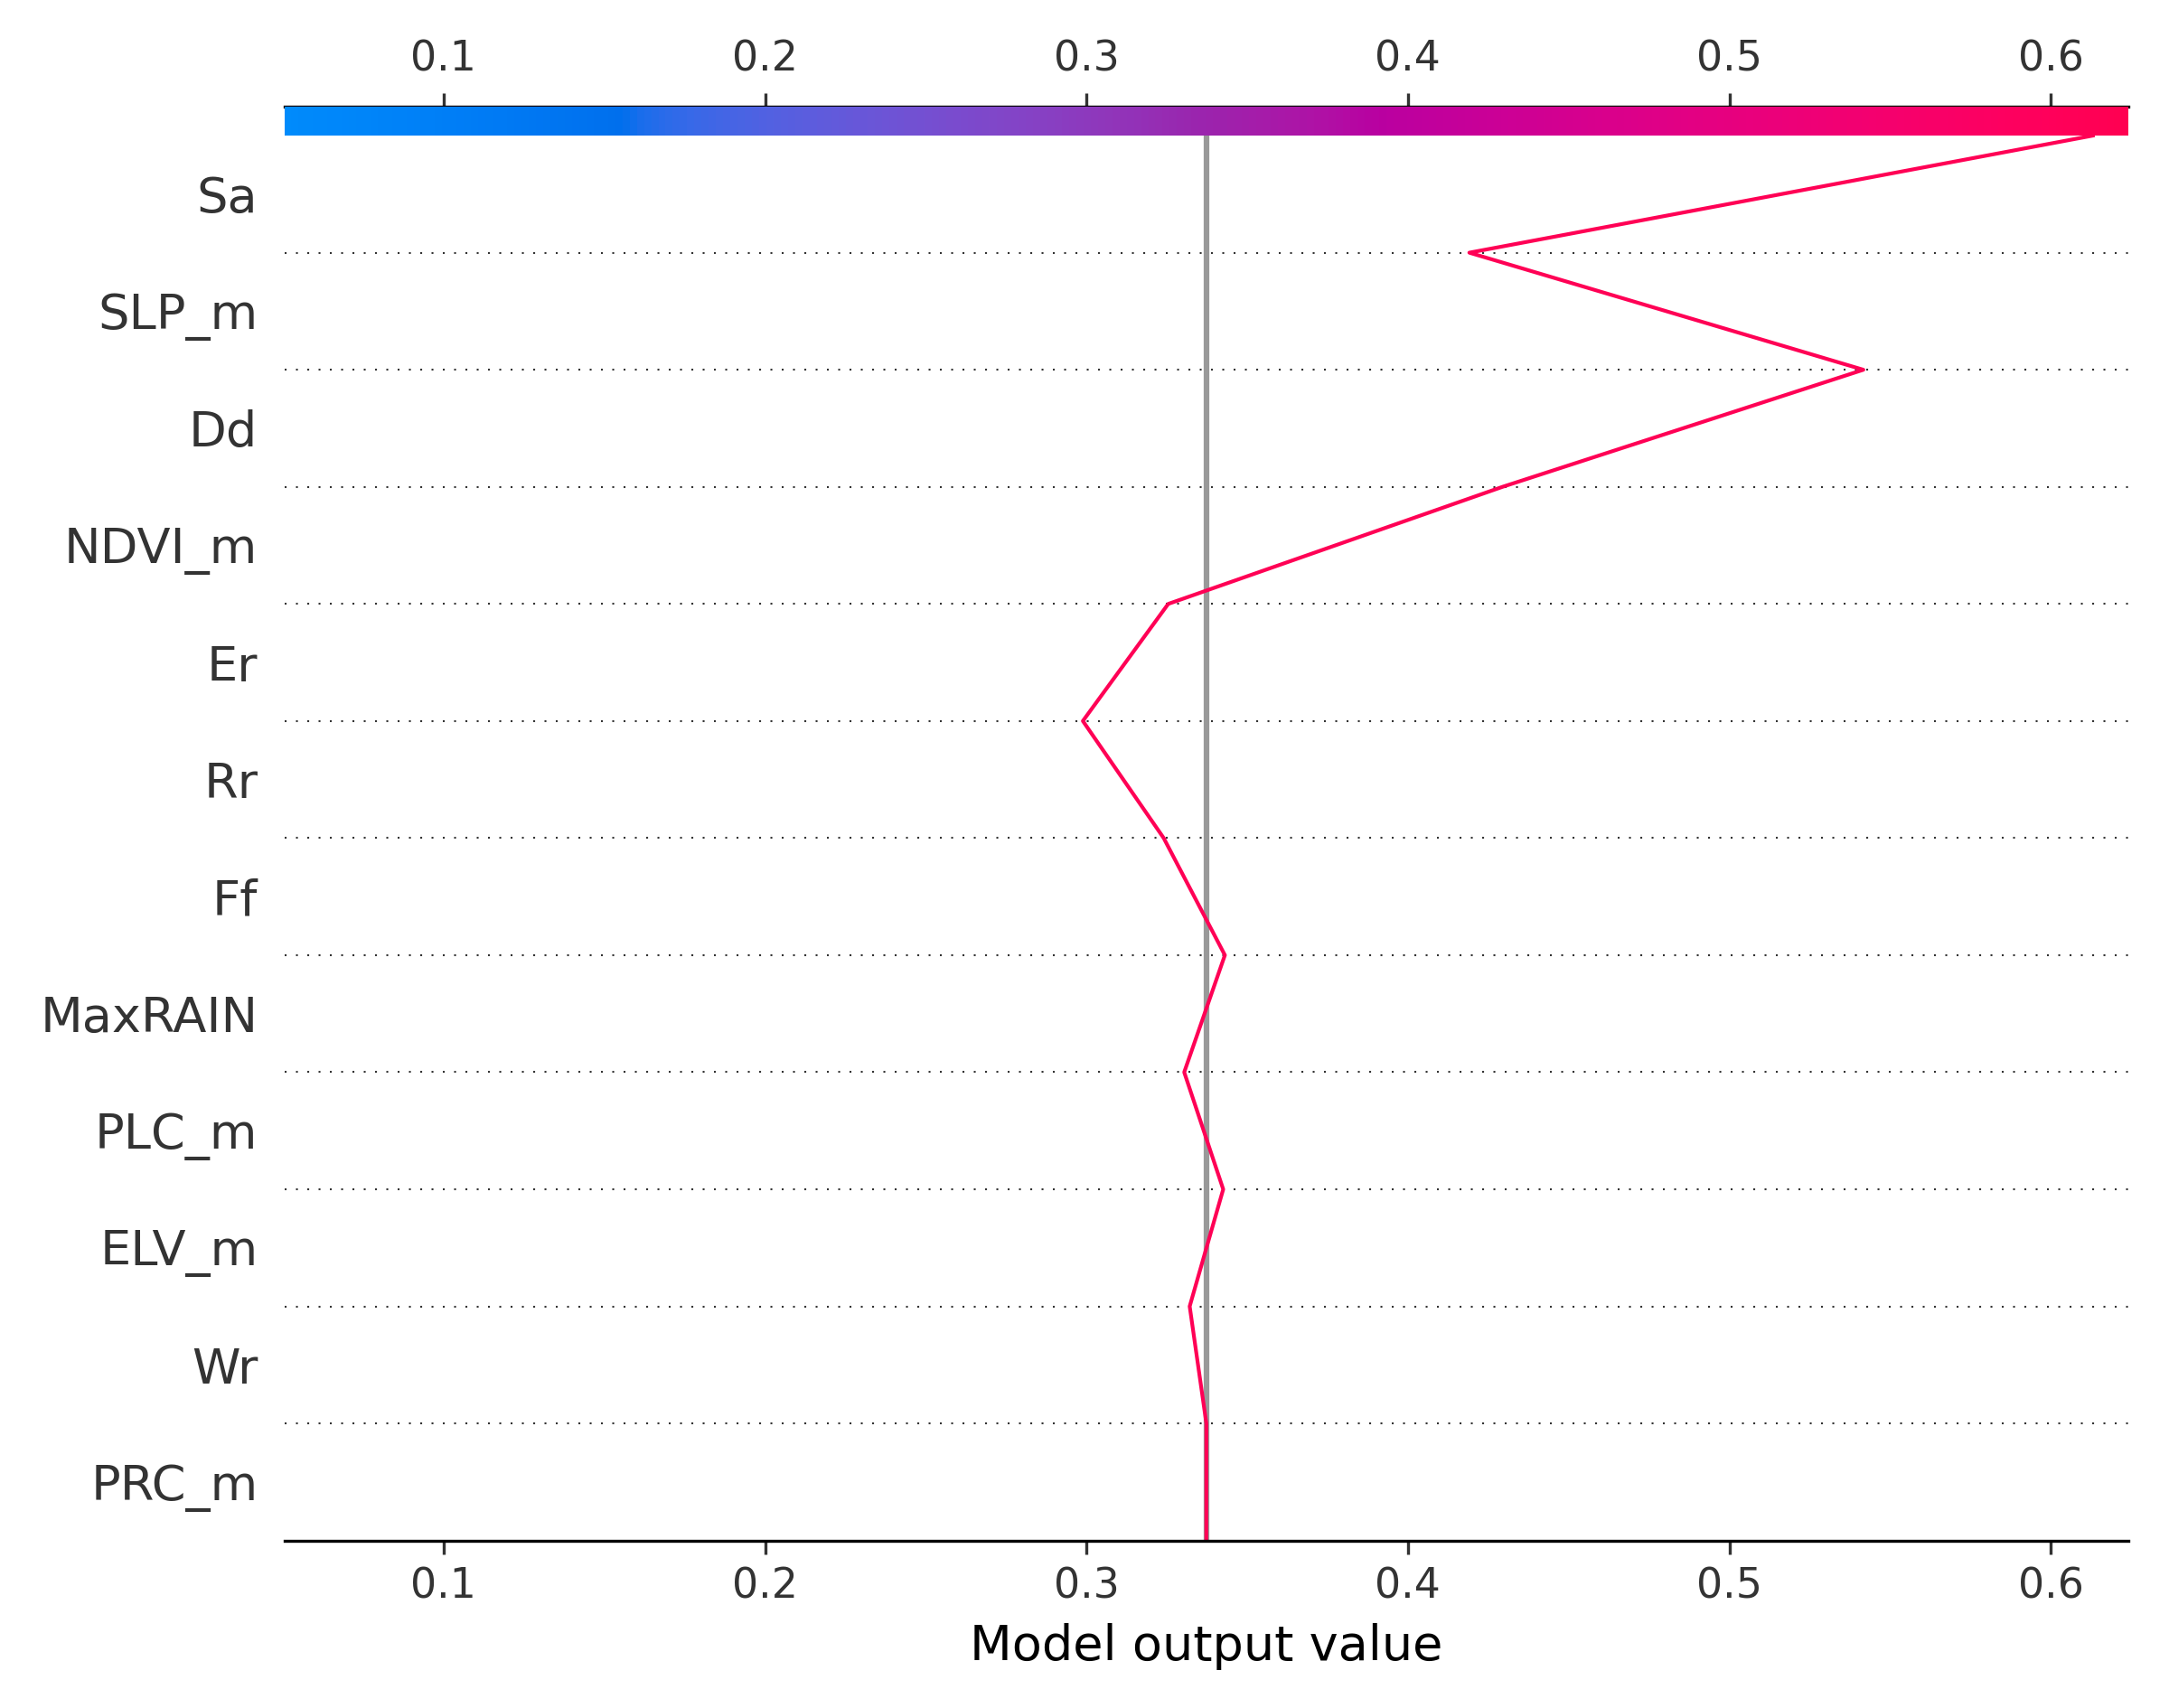 0.1 0.2 0.3 0.4 0.5 0.6
Sa
SLP_m
Dd
NDVI_m
Er
Rr
Ff
MaxRAIN
PLC_m
ELV_m
Wr
PRC_m
0.1 0.2 0.3 0.4 0.5 0.6
Model output value